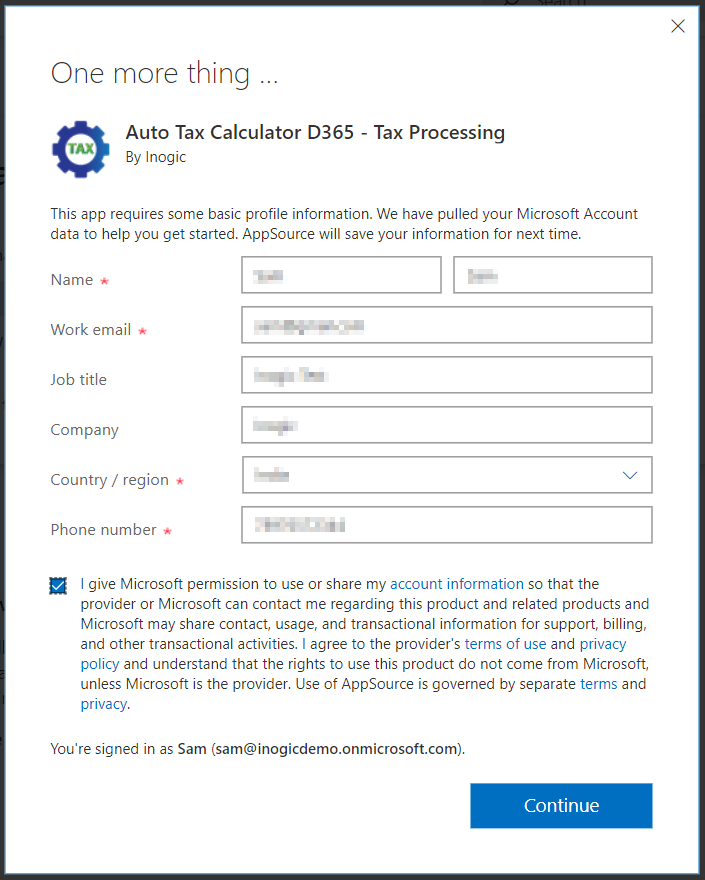 One more thing ...
TAX
Auto Tax Calculator D365 - Tax Processing
By Inogic
This app requires some basic profile information. We have pulled your Microsoft Account
data to help you get started. AppSource will save your information for next time.
Name *
Work email *
Job title
Company
Country / region *
Phone number *
I give Microsoft permission to use or share my account information so that the
provider or Microsoft can contact me regarding this product and related products and
Microsoft may share contact, usage, and transactional information for support, billing,
and other transactional activities. I agree to the provider's terms of use and privacy
policy and understand that the rights to use this product do not come from Microsoft,
unless Microsoft is the provider. Use of AppSource is governed by separate terms and
privacy.
You're signed in as Sam (sam@inogicdemo.onmicrosoft.com).
Continue